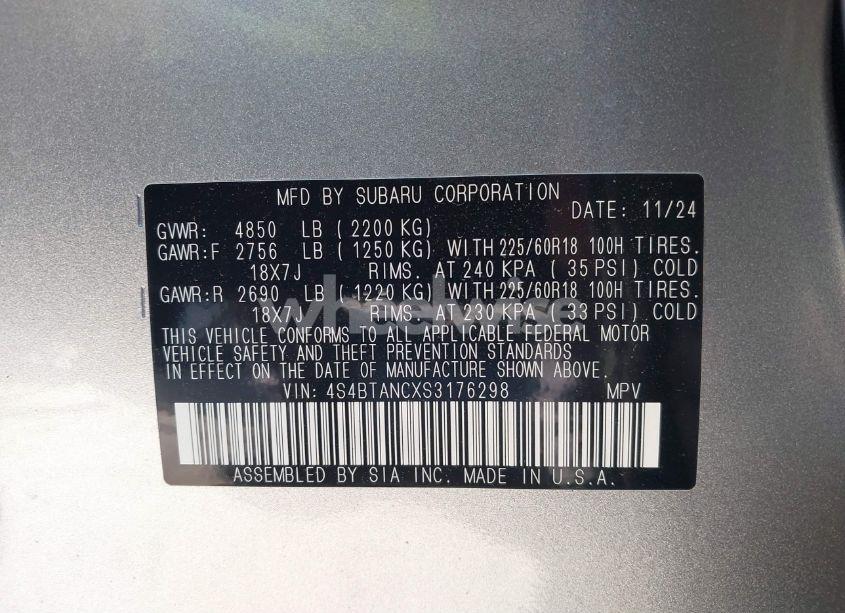 MFD BY SUBARU CORPORATION
DATE: 11/24
GVWR: 4850 LB ( 2200 KG)
GAWR:F 2756 LB ( 1250 KG) WITH 225/60R18 100H TIRES.
18X7J RIMS. AT 240 KPA ( 35 PSI) COLD
GAWR:R 2690 LB ( 1220 KG) WITH 225/60R18 100H TIRES.
18X7J RIMS. AT 230 KPA ( 33 PSI) COLD
wheelwise
THIS VEHICLE CONFORMS TO ALL APPLICABLE FEDERAL MOTOR
VEHICLE SAFETY AND THEFT PREVENTION STANDARDS
IN EFFECT ON THE DATE OF MANUFACTURE SHOWN ABOVE.
VIN: 4S4BTANCXS3176298 MPV
ASSEMBLED BY SIA INC. MADE IN U.S.A.